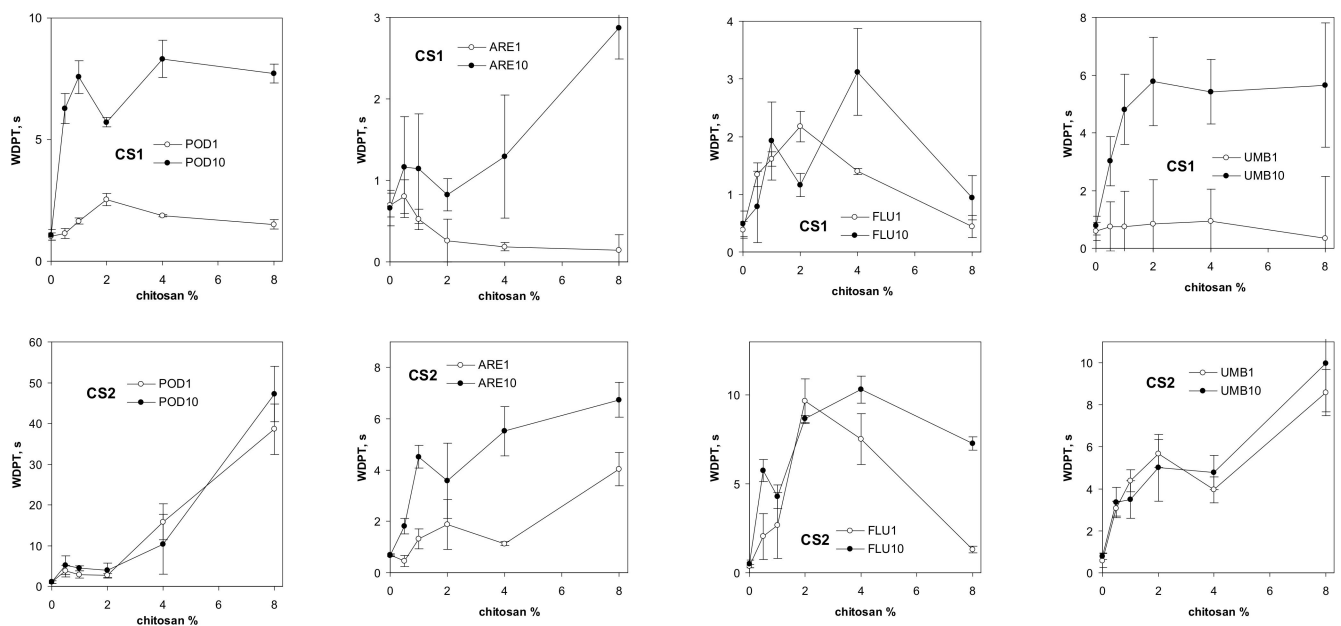 10
5
0
WDPT, s
CS1
POD1
POD10
0 2 4 6 8
chitosan %
3
2
1
0
WDPT, s
CS1
ARE1
ARE10
0 2 4 6 8
chitosan %
4
3
2
1
0
WDPT, s
CS1
FLU1
FLU10
0 2 4 6 8
chitosan %
8
6
4
2
0
WDPT, s
CS1
UMB1
UMB10
0 2 4 6 8
chitosan %
60
50
40
30
20
10
0
WDPT, s
CS2
POD1
POD10
0 2 4 6 8
chitosan %
8
6
4
2
0
WDPT, s
CS2
ARE1
ARE10
0 2 4 6 8
chitosan %
10
5
0
WDPT, s
CS2
FLU1
FLU10
0 2 4 6 8
chitosan %
10
8
6
4
2
0
WDPT, s
CS2
UMB1
UMB10
0 2 4 6 8
chitosan %